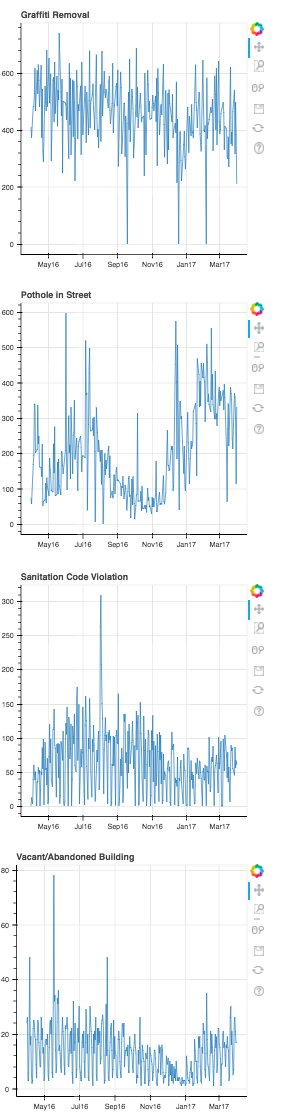 Graffiti Removal
600
400
200
0
May16 Jul16 Sep16 Nov16 Jan17 Mar17
Pothole in Street
600
500
400
300
200
100
0
May16 Jul16 Sep16 Nov16 Jan17 Mar17
Sanitation Code Violation
300
250
200
150
100
50
0
May16 Jul16 Sep16 Nov16 Jan17 Mar17
Vacant/Abandoned Building
80
60
40
20
0
May16 Jul16 Sep16 Nov16 Jan17 Mar17